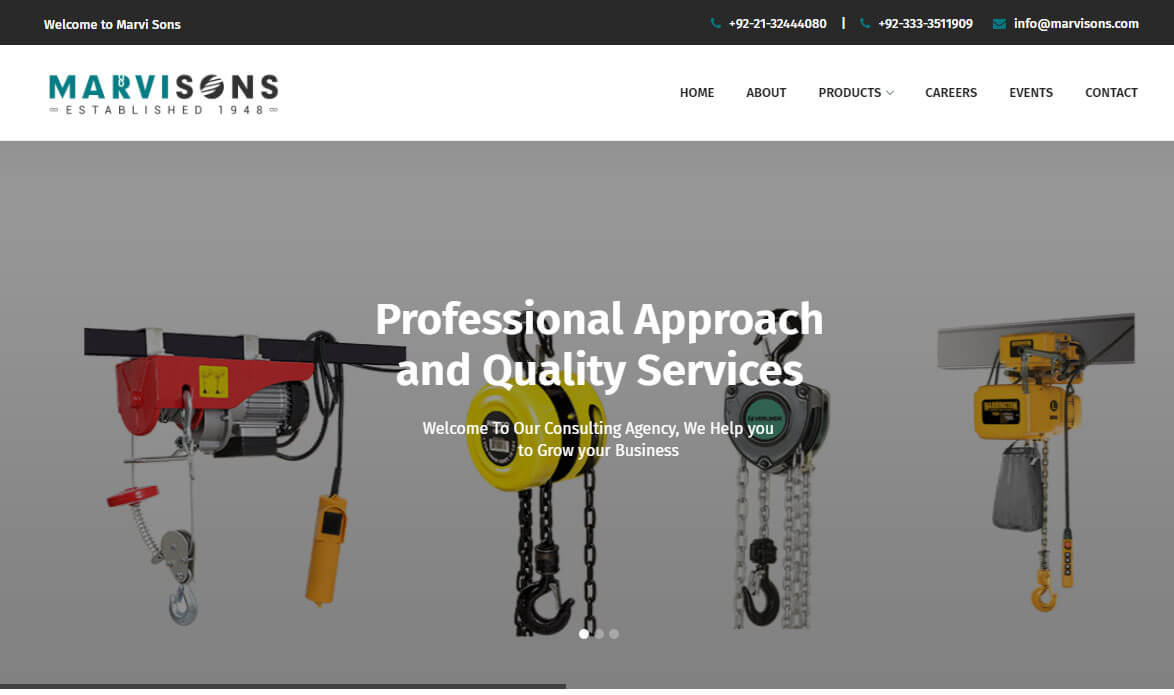 Welcome to Marvi Sons
+92-21-32444080 | +92-333-3511909 info@marvisons.com
MARVISONS
ESTABLISHED 1948
HOME ABOUT PRODUCTS CAREERS EVENTS CONTACT
Professional Approach
and Quality Services
Welcome To Our Consulting Agency, We Help you
to Grow your Business
HARRINGTON